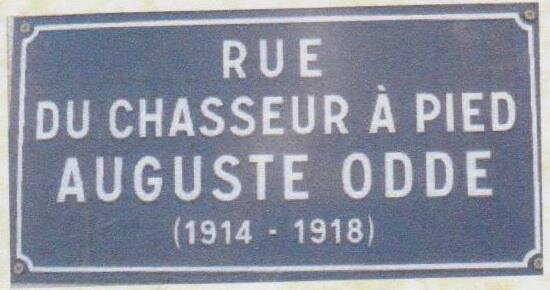 RUE
DU CHASSEUR À PIED
AUGUSTE ODDE
(1914 - 1918)